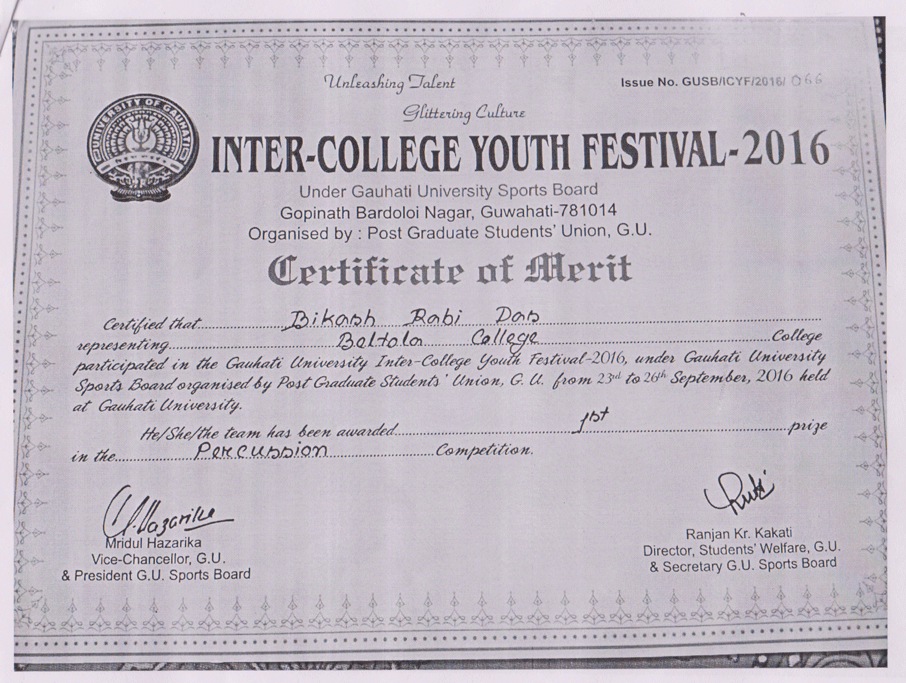 Unleashing Talent
Issue No. GUSB/ICYF/2016/ 066
Glittering Culture
UNIVERSITY OF GAUHATI
INTER-COLLEGE YOUTH FESTIVAL-2016
Under Gauhati University Sports Board
Gopinath Bardoloi Nagar, Guwahati-781014
Organised by : Post Graduate Students' Union, G.U.
Certificate of Merit
Certified that Bikash Rabi Das
representing Beltola College College
participated in the Gauhati University Inter-College Youth Festival-2016, under Gauhati University
Sports Board organised by Post Graduate Students' Union, G. U. from 23rd to 26th September, 2016 held
at Gauhati University.
He/She/the team has been awarded 1st prize
in the Percussion Competition.
Mridul Hazarika
Vice-Chancellor, G.U.
& President G.U. Sports Board
Ranjan Kr. Kakati
Director, Students' Welfare, G.U.
& Secretary G.U. Sports Board